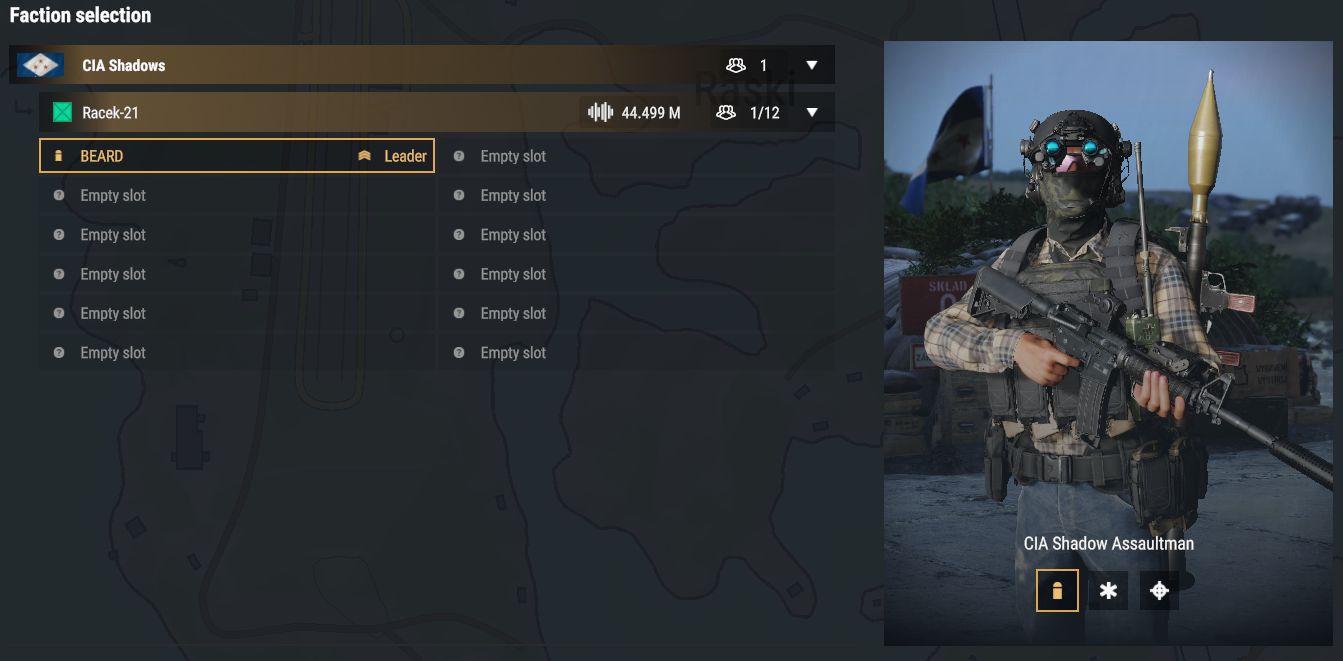 Faction selection
CIA Shadows 1
Raski
Racek-21 44.499 M 1/12
BEARD Leader Empty slot
Empty slot Empty slot
Empty slot Empty slot
Empty slot Empty slot
Empty slot Empty slot
Empty slot Empty slot
SKLAD
CIA Shadow Assaultman